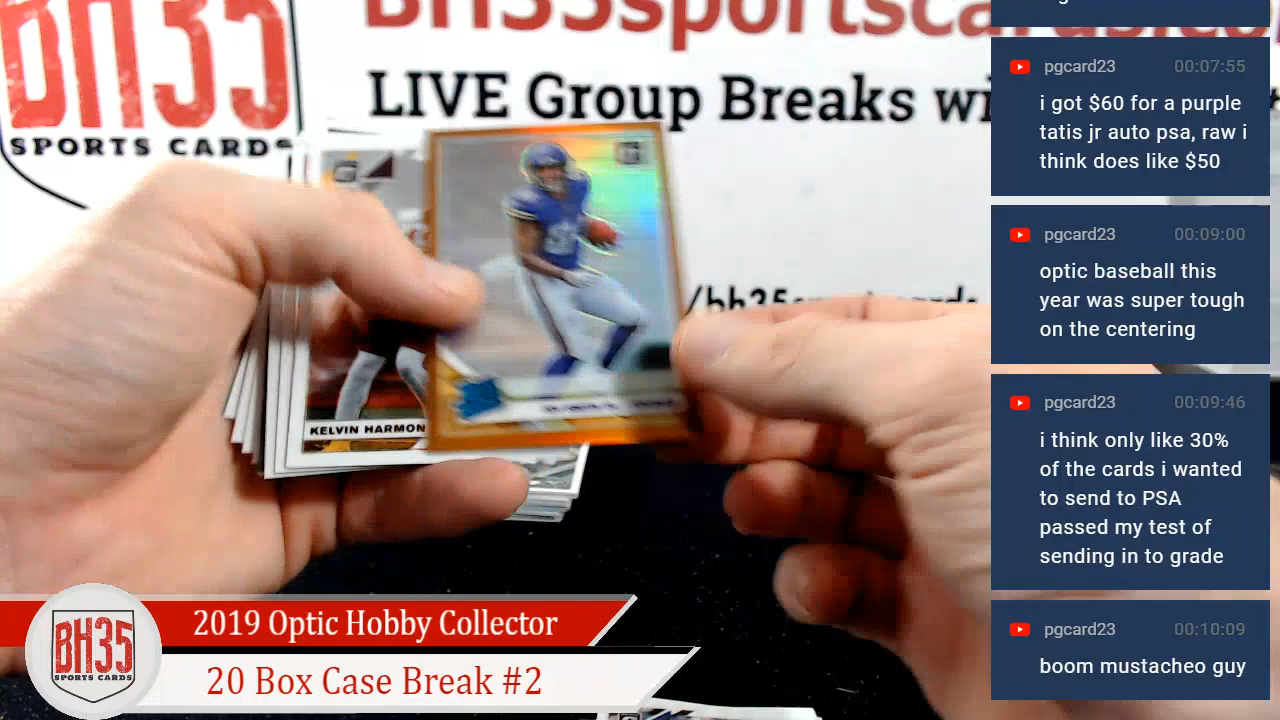 BH35sportscards.co
LIVE Group Breaks wi
BH35
SPORTS CARDS
/bh35sportscards
KELVIN HARMON
pgcard23 00:07:55
i got $60 for a purple
tatis jr auto psa, raw i
think does like $50
pgcard23 00:09:00
optic baseball this
year was super tough
on the centering
pgcard23 00:09:46
i think only like 30%
of the cards i wanted
to send to PSA
passed my test of
sending in to grade
pgcard23 00:10:09
boom mustacheo guy
BH35
SPORTS CARDS
2019 Optic Hobby Collector
20 Box Case Break #2